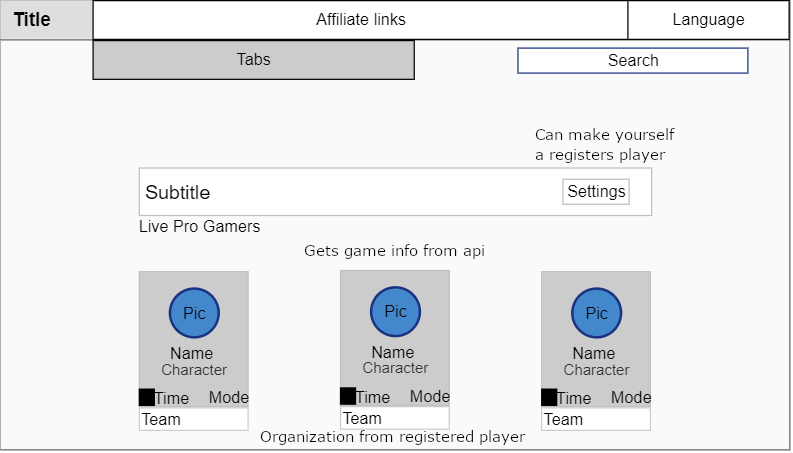 Title
Affiliate links
Language
Tabs
Search
Can make yourself
a registers player
Subtitle
Settings
Live Pro Gamers
Gets game info from api
Pic
Name
Character
Time
Mode
Team
Pic
Name
Character
Time
Mode
Team
Pic
Name
Character
Time
Mode
Team
Organization from registered player